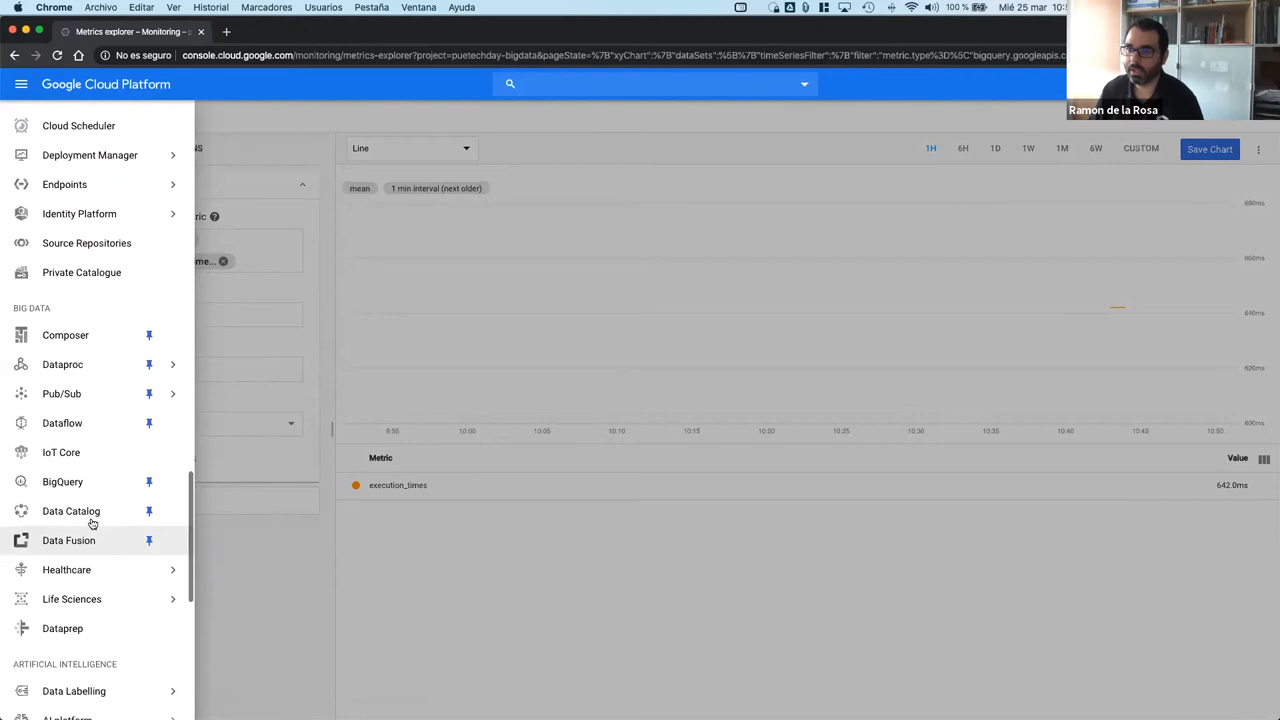 Chrome Archivo Editar Ver Historial Marcadores Usuarios Pestaña Ventana Ayuda
100 % Mié 25 mar 10:
Metrics explorer – Monitoring – p
No es seguro console.cloud.google.com/monitoring/metrics-explorer?project=puetechday-bigdata&pageState=%7B"xyChart":%7B"dataSets":%5B%7B"timeSeriesFilter":%7B"filter":"metric.type%3D%5C"bigquery.googleapis.c
Ramon de la Rosa
Google Cloud Platform
Cloud Scheduler
Deployment Manager
Endpoints
Identity Platform
Source Repositories
Private Catalogue
BIG DATA
Composer
Dataproc
Pub/Sub
Dataflow
IoT Core
BigQuery
Data Catalog
Data Fusion
Healthcare
Life Sciences
Dataprep
ARTIFICIAL INTELLIGENCE
Data Labelling
AI platform
NS
ric
ime...
Line
1H 6H 1D 1W 1M 6W CUSTOM Save Chart
mean 1 min interval (next older)
680ms
660ms
640ms
620ms
600ms
9:55 10:00 10:05 10:10 10:15 10:20 10:25 10:30 10:35 10:40 10:45 10:50
Metric Value
execution_times 642.0ms